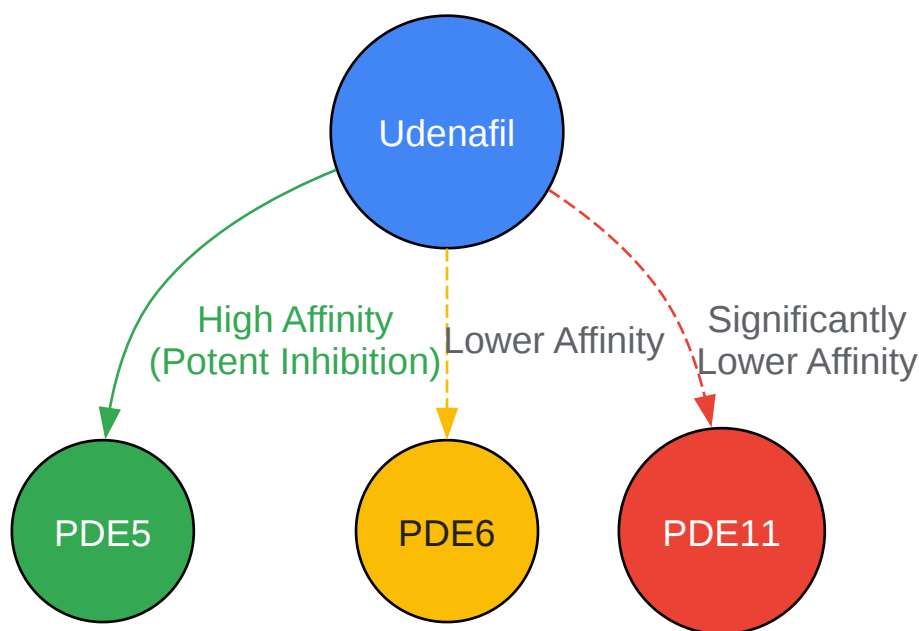 Udenafil
High Affinity
(Potent Inhibition)
Lower Affinity
Significantly
Lower Affinity
PDE5
PDE6
PDE11